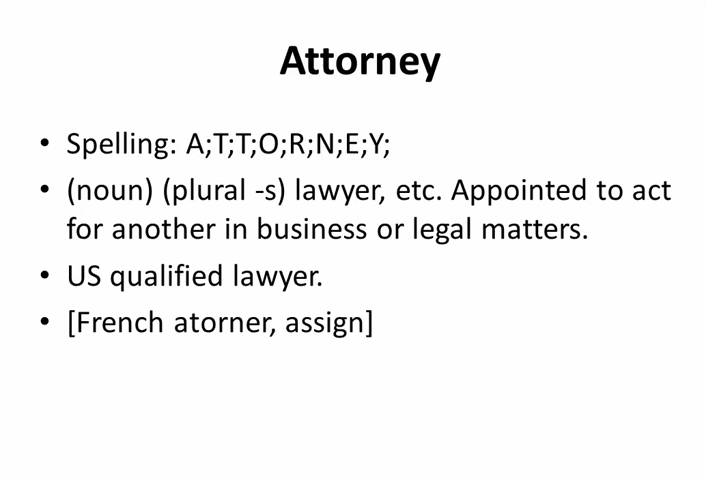 Attorney
• Spelling: A;T;T;O;R;N;E;Y;
• (noun) (plural -s) lawyer, etc. Appointed to act
for another in business or legal matters.
• US qualified lawyer.
• [French atorner, assign]